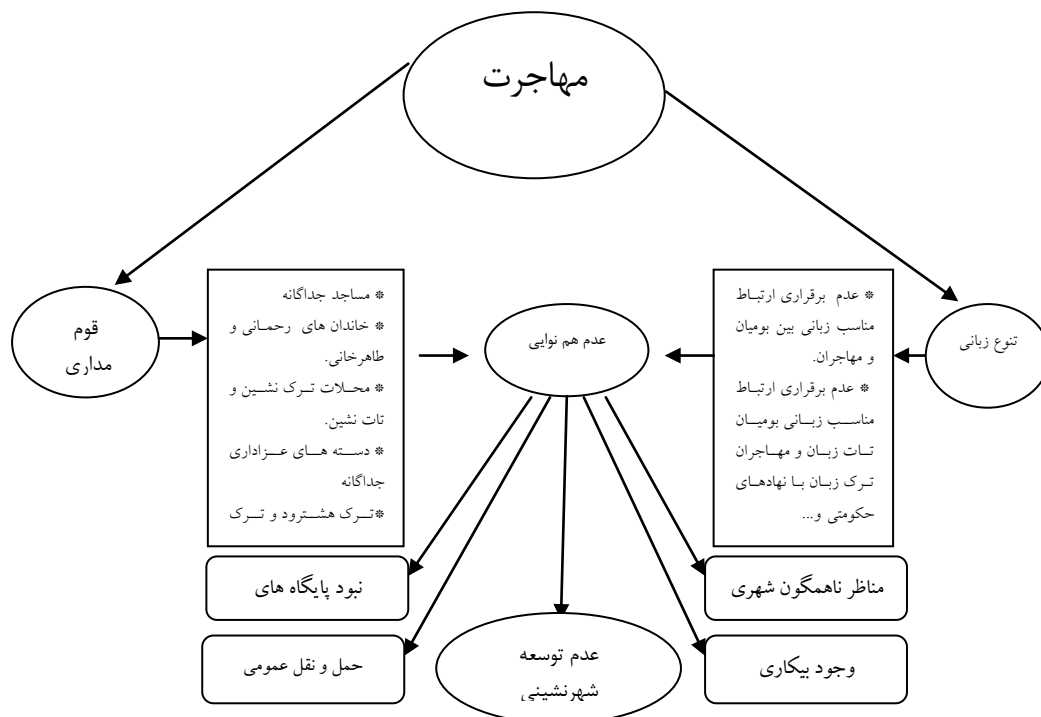 مهاجرت
قوم
مداری
* مساجد جداگانه
* خاندان های رحمانی و
طاهرخانی.
* محلات ترک نشین و
تات نشین.
* دسته های عزاداری
جداگانه
*ترک هشترود و ترک
عدم هم نوایی
* عدم برقراری ارتباط
مناسب زبانی بین بومیان
و مهاجران.
* عدم برقراری ارتباط
مناسب زبانی بومیان
تات زبان و مهاجران
ترک زبان با نهادهای
حکومتی و...
تنوع زبانی
نبود پایگاه های
مناظر ناهمگون شهری
حمل و نقل عمومی
عدم توسعه
شهرنشینی
وجود بیکاری